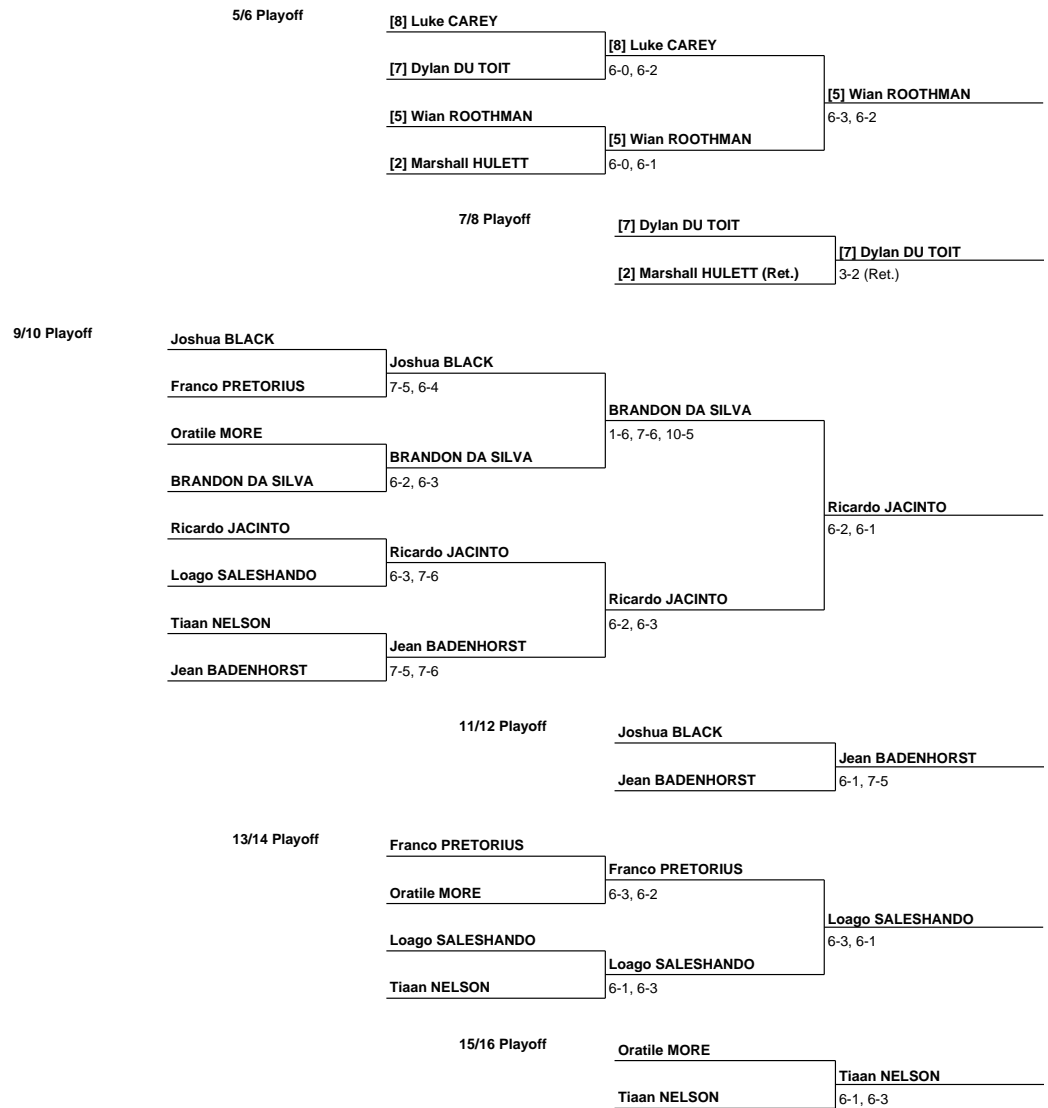 5/6 Playoff
[8] Luke CAREY
[8] Luke CAREY
[7] Dylan DU TOIT
6-0, 6-2
[5] Wian ROOTHMAN
[5] Wian ROOTHMAN
6-3, 6-2
[5] Wian ROOTHMAN
[2] Marshall HULETT
6-0, 6-1
7/8 Playoff
[7] Dylan DU TOIT
[7] Dylan DU TOIT
[2] Marshall HULETT (Ret.)
3-2 (Ret.)
9/10 Playoff
Joshua BLACK
Joshua BLACK
Franco PRETORIUS
7-5, 6-4
BRANDON DA SILVA
Oratile MORE
1-6, 7-6, 10-5
BRANDON DA SILVA
BRANDON DA SILVA
6-2, 6-3
Ricardo JACINTO
Ricardo JACINTO
6-2, 6-1
Ricardo JACINTO
Loago SALESHANDO
6-3, 7-6
Ricardo JACINTO
Tiaan NELSON
6-2, 6-3
Jean BADENHORST
Jean BADENHORST
7-5, 7-6
11/12 Playoff
Joshua BLACK
Jean BADENHORST
Jean BADENHORST
6-1, 7-5
13/14 Playoff
Franco PRETORIUS
Franco PRETORIUS
Oratile MORE
6-3, 6-2
Loago SALESHANDO
Loago SALESHANDO
6-3, 6-1
Loago SALESHANDO
Tiaan NELSON
6-1, 6-3
15/16 Playoff
Oratile MORE
Tiaan NELSON
Tiaan NELSON
6-1, 6-3